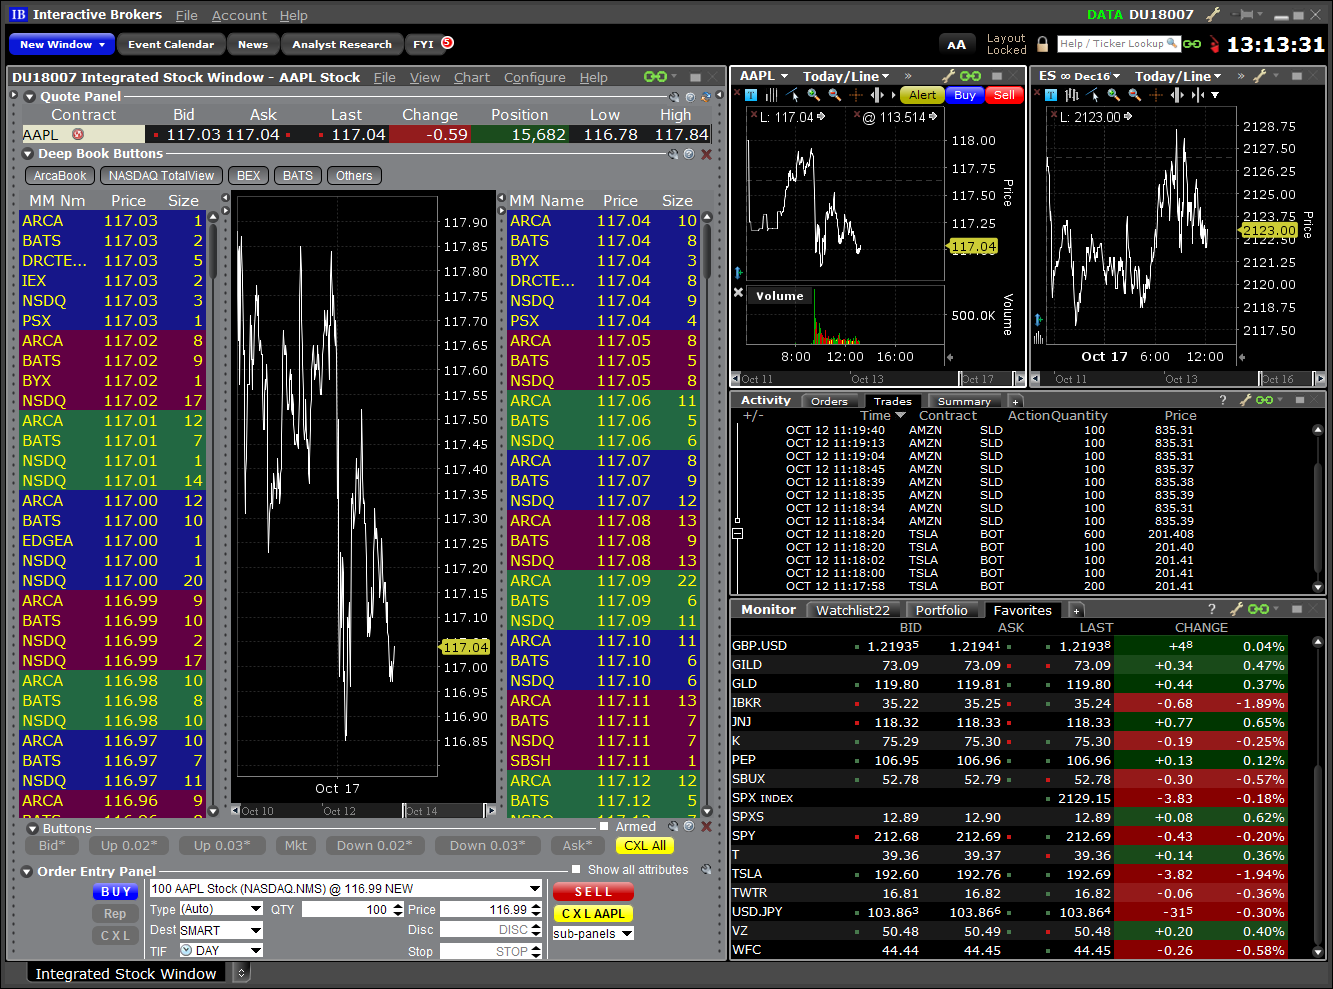 IB Interactive Brokers File Account Help DATA DU18007
New Window Event Calendar News Analyst Research FYI 5 AA Layout Locked Help / Ticker Lookup 13:13:31
DU18007 Integrated Stock Window - AAPL Stock File View Chart Configure Help
Quote Panel
Contract Bid Ask Last Change Position Low High
AAPL 117.03 117.04 117.04 -0.59 15,682 116.78 117.84
Deep Book Buttons
ArcaBook NASDAQ TotalView BEX BATS Others
MM Nm Price Size
ARCA 117.03 1
BATS 117.03 2
DRCTE... 117.03 5
IEX 117.03 2
NSDQ 117.03 3
PSX 117.03 1
ARCA 117.02 8
BATS 117.02 9
BYX 117.02 1
NSDQ 117.02 17
ARCA 117.01 12
BATS 117.01 7
NSDQ 117.01 1
NSDQ 117.01 14
ARCA 117.00 12
BATS 117.00 10
EDGEA 117.00 1
NSDQ 117.00 1
NSDQ 117.00 20
ARCA 116.99 9
BATS 116.99 10
NSDQ 116.99 2
NSDQ 116.99 17
ARCA 116.98 10
BATS 116.98 8
NSDQ 116.98 10
ARCA 116.97 10
BATS 116.97 7
NSDQ 116.97 11
ARCA 116.96 9
117.90
117.85
117.80
117.75
117.70
117.65
117.60
117.55
117.50
117.45
117.40
117.35
117.30
117.25
117.20
117.15
117.10
117.04
117.00
116.95
116.90
116.85
Oct 17
Oct 10 Oct 12 Oct 14
MM Name Price Size
ARCA 117.04 10
BATS 117.04 8
BYX 117.04 3
DRCTE... 117.04 8
NSDQ 117.04 9
PSX 117.04 4
ARCA 117.05 8
BATS 117.05 5
NSDQ 117.05 8
ARCA 117.06 11
BATS 117.06 5
NSDQ 117.06 6
ARCA 117.07 8
BATS 117.07 9
NSDQ 117.07 12
ARCA 117.08 13
BATS 117.08 9
NSDQ 117.08 13
ARCA 117.09 22
BATS 117.09 6
NSDQ 117.09 6
ARCA 117.10 11
BATS 117.10 6
NSDQ 117.10 6
ARCA 117.11 13
BATS 117.11 7
NSDQ 117.11 7
SBSH 117.11 1
ARCA 117.12 12
BATS 117.12 5
Buttons Armed
Bid* Up 0.02* Up 0.03* Mkt Down 0.02* Down 0.03* Ask* CXL All
Order Entry Panel Show all attributes
BUY 100 AAPL Stock (NASDAQ.NMS) @ 116.99 NEW SELL
Rep Type (Auto) QTY 100 Price 116.99 CXL AAPL
CXL Dest SMART Disc DISC sub-panels
TIF DAY Stop STOP
Integrated Stock Window
AAPL Today/Line »
T Alert Buy Sell
L: 117.04 @ 113.514
118.00
117.75
117.50
117.25
117.04
Price
Volume
500.0K
Volume
8:00 12:00 16:00
Oct 11 Oct 13 Oct 17
ES ∞ Dec16 Today/Line »
T
L: 2123.00
2128.75
2127.50
2126.25
2125.00
2123.75
2123.00
2122.50
2121.25
2120.00
2118.75
2117.50
Price
Oct 17 6:00 12:00
Oct 11 Oct 13 Oct 16
Activity Orders Trades Summary + ?
+/- Time Contract Action Quantity Price
OCT 12 11:19:40 AMZN SLD 100 835.31
OCT 12 11:19:13 AMZN SLD 100 835.31
OCT 12 11:19:04 AMZN SLD 100 835.31
OCT 12 11:18:45 AMZN SLD 100 835.37
OCT 12 11:18:39 AMZN SLD 100 835.38
OCT 12 11:18:35 AMZN SLD 100 835.39
OCT 12 11:18:34 AMZN SLD 100 835.31
OCT 12 11:18:34 AMZN SLD 100 835.39
OCT 12 11:18:20 TSLA BOT 600 201.408
OCT 12 11:18:20 TSLA BOT 100 201.40
OCT 12 11:18:02 TSLA BOT 100 201.41
OCT 12 11:18:00 TSLA BOT 100 201.41
OCT 12 11:17:58 TSLA BOT 200 201.41
Monitor Watchlist22 Portfolio Favorites + ?
BID ASK LAST CHANGE
GBP.USD 1.2193⁵ 1.2194¹ 1.2193⁸ +4⁸ 0.04%
GILD 73.09 73.09 73.09 +0.34 0.47%
GLD 119.80 119.81 119.80 +0.44 0.37%
IBKR 35.22 35.25 35.24 -0.68 -1.89%
JNJ 118.32 118.33 118.33 +0.77 0.65%
K 75.29 75.30 75.30 -0.19 -0.25%
PEP 106.95 106.96 106.96 +0.13 0.12%
SBUX 52.78 52.79 52.78 -0.30 -0.57%
SPX INDEX 2129.15 -3.83 -0.18%
SPXS 12.89 12.90 12.89 +0.08 0.62%
SPY 212.68 212.69 212.69 -0.43 -0.20%
T 39.36 39.37 39.36 +0.14 0.36%
TSLA 192.60 192.76 192.69 -3.82 -1.94%
TWTR 16.81 16.82 16.82 -0.06 -0.36%
USD.JPY 103.86³ 103.86⁶ 103.86⁴ -31⁵ -0.30%
VZ 50.48 50.49 50.48 +0.20 0.40%
WFC 44.44 44.45 44.45 -0.26 -0.58%